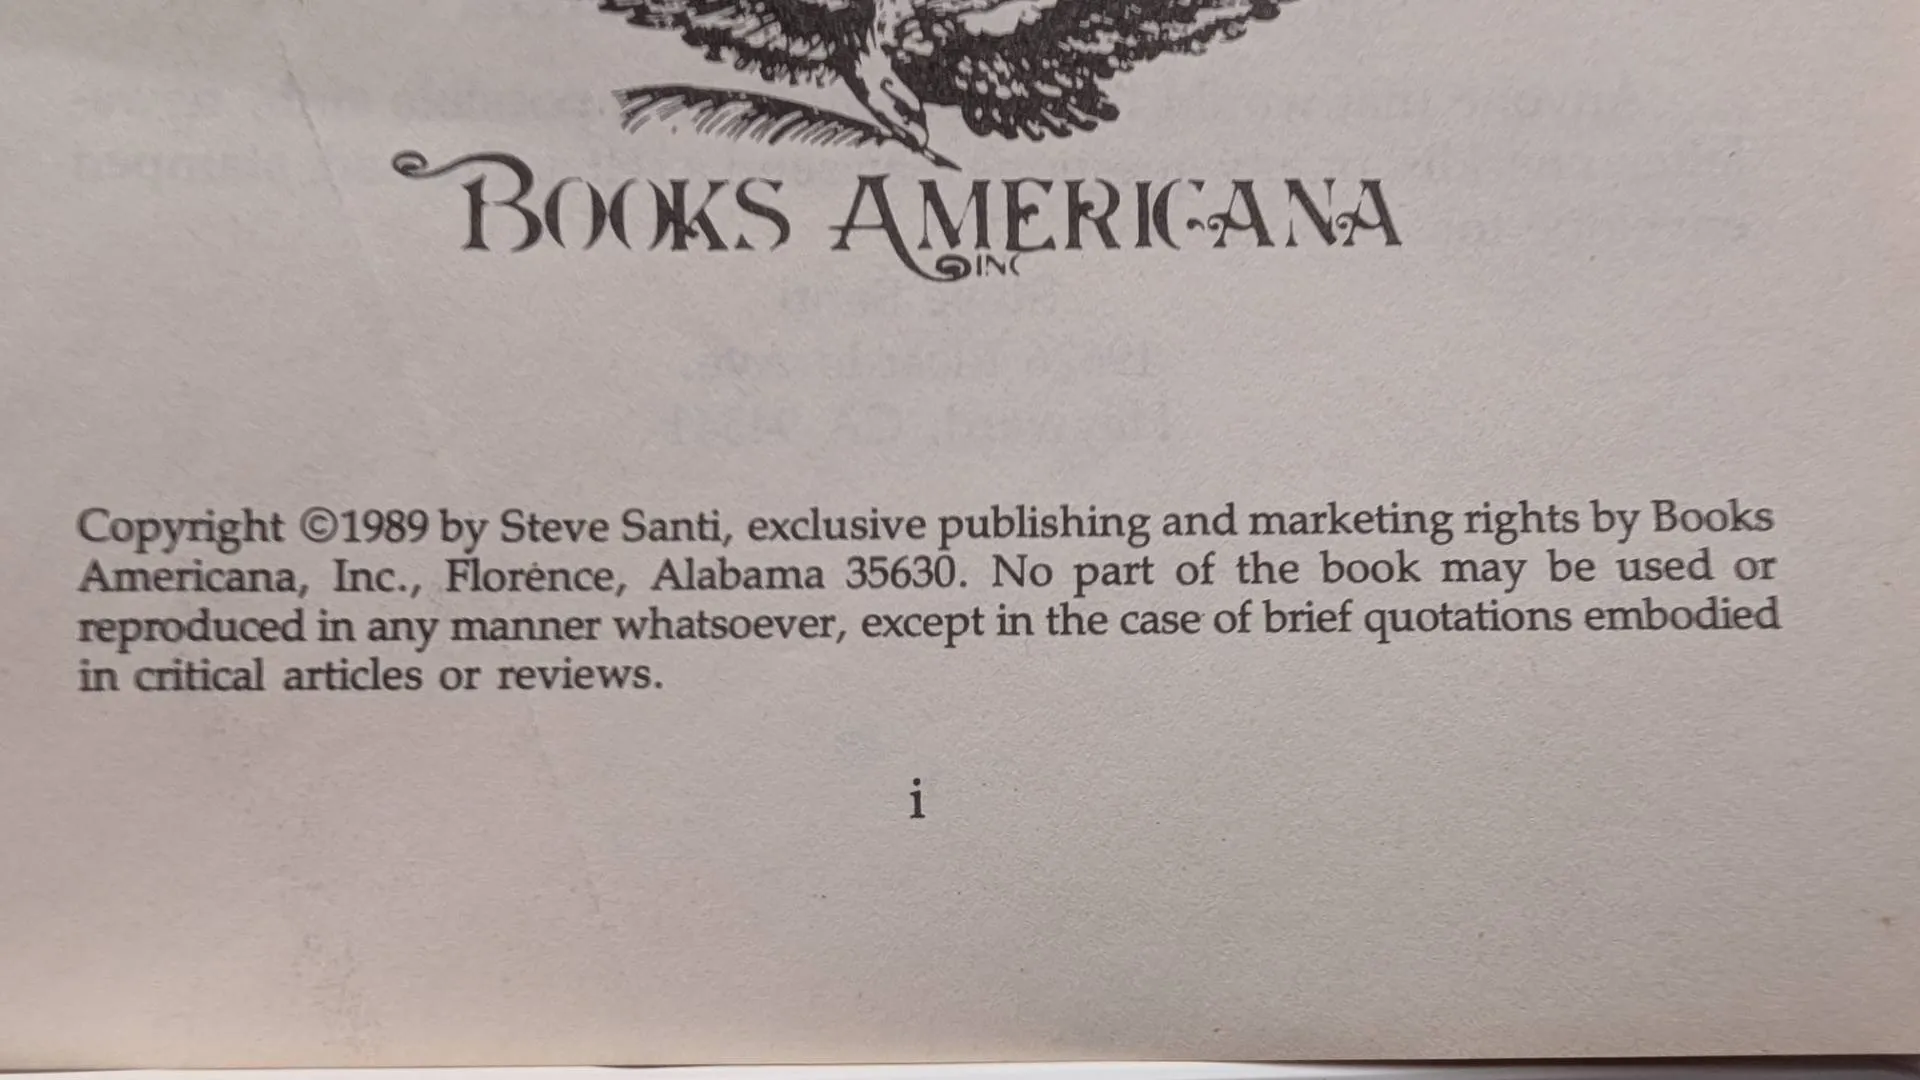 BOOKS AMERICANA
INC
Copyright ©1989 by Steve Santi, exclusive publishing and marketing rights by Books
Americana, Inc., Florence, Alabama 35630. No part of the book may be used or
reproduced in any manner whatsoever, except in the case of brief quotations embodied
in critical articles or reviews.
i